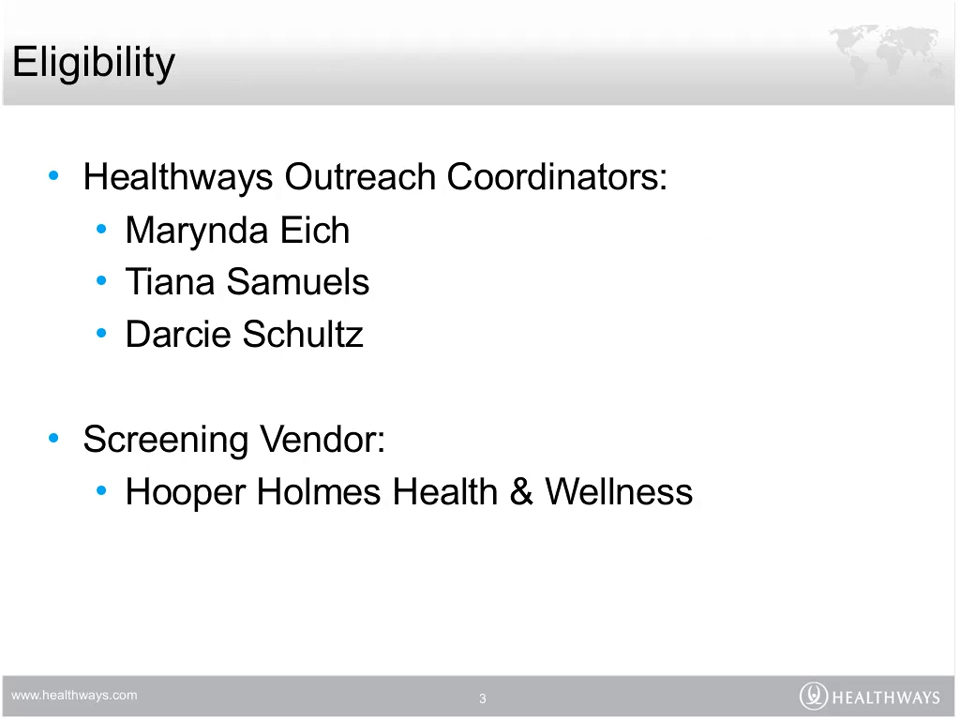 Eligibility
• Healthways Outreach Coordinators:
• Marynda Eich
• Tiana Samuels
• Darcie Schultz
• Screening Vendor:
• Hooper Holmes Health & Wellness
www.healthways.com
3
HEALTHWAYS